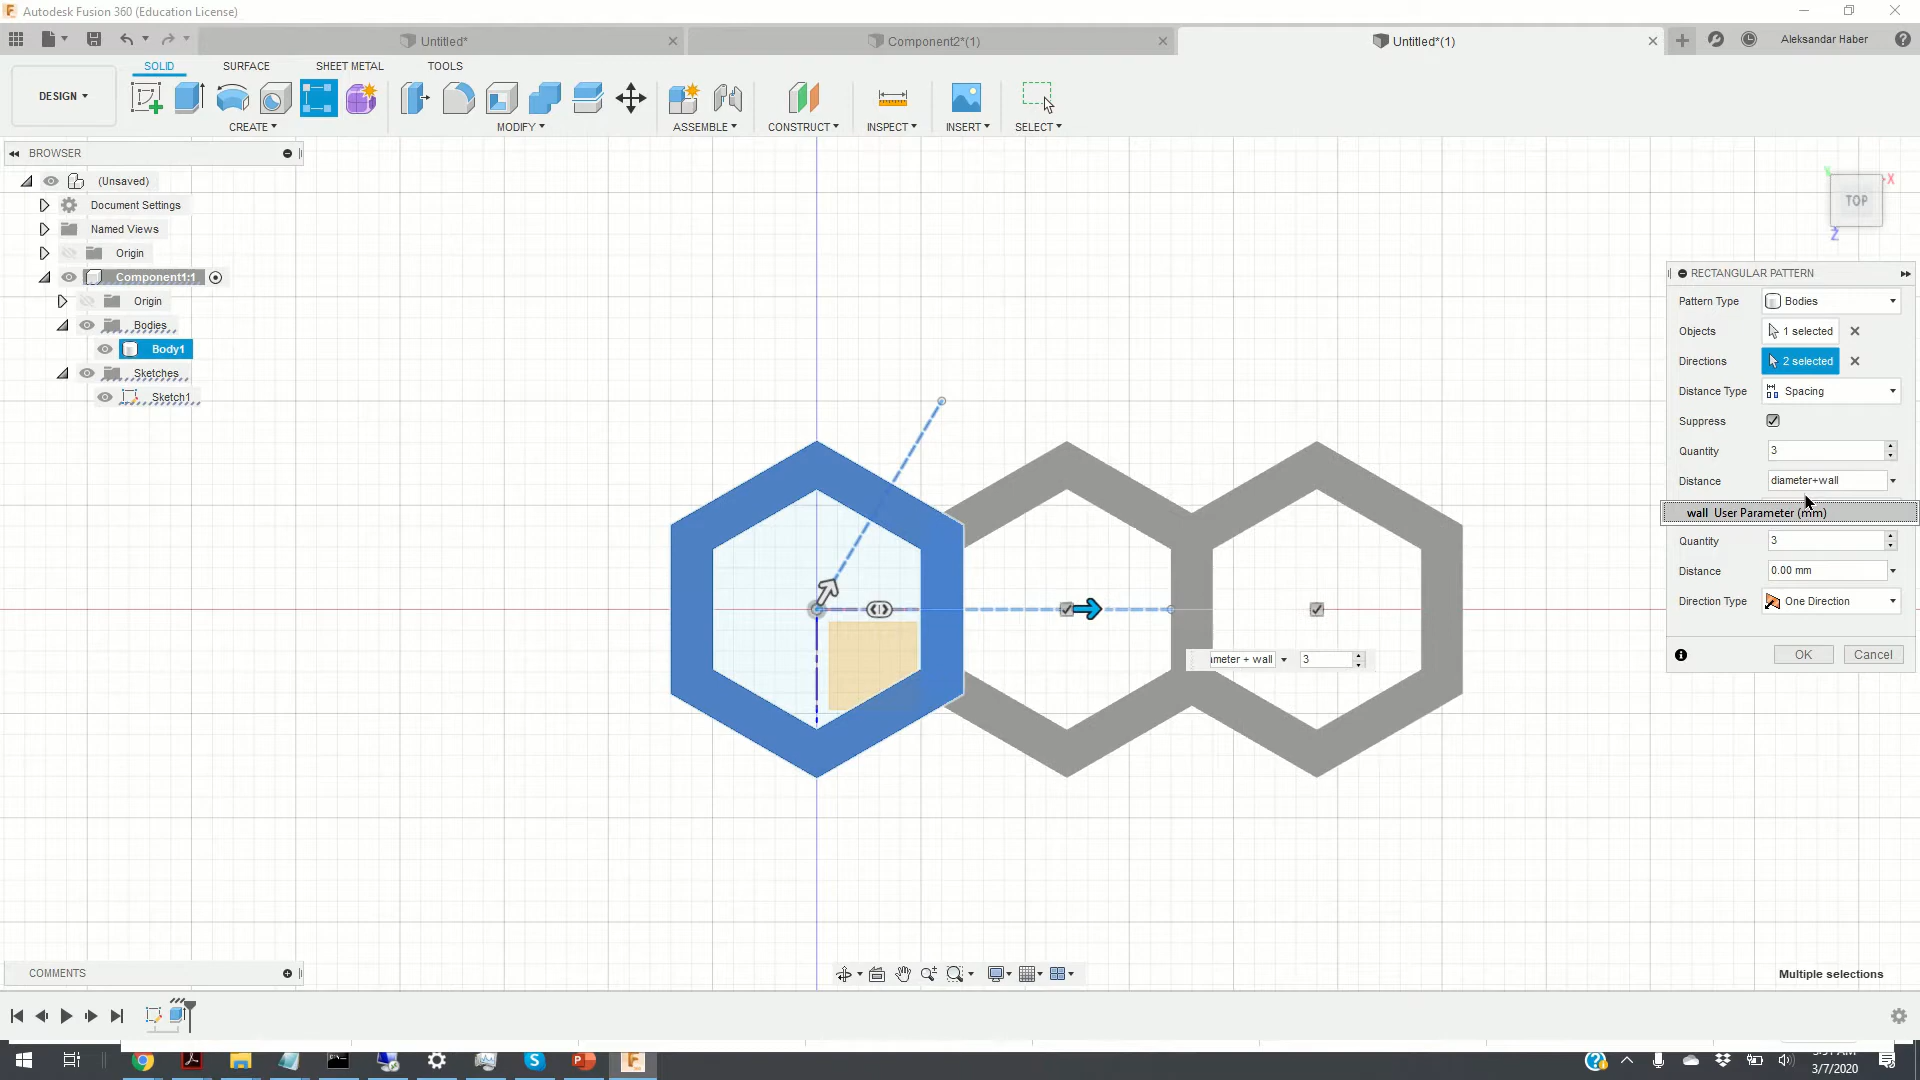 Autodesk Fusion 360 (Education License)
Untitled*
Component2*(1)
Untitled*(1)
Aleksandar Haber
SOLID
SURFACE
SHEET METAL
TOOLS
DESIGN
CREATE
MODIFY
ASSEMBLE
CONSTRUCT
INSPECT
INSERT
SELECT
BROWSER
(Unsaved)
Document Settings
Named Views
Origin
Component1:1
Origin
Bodies
Body1
Sketches
Sketch1
TOP
X
Y
Z
RECTANGULAR PATTERN
Pattern Type Bodies
Objects 1 selected
Directions 2 selected
Distance Type Spacing
Suppress
Quantity 3
Distance diameter+wall
wall User Parameter (mm)
Quantity 3
Distance 0.00 mm
Direction Type One Direction
OK Cancel
meter + wall 3
COMMENTS
Multiple selections
3/7/2020